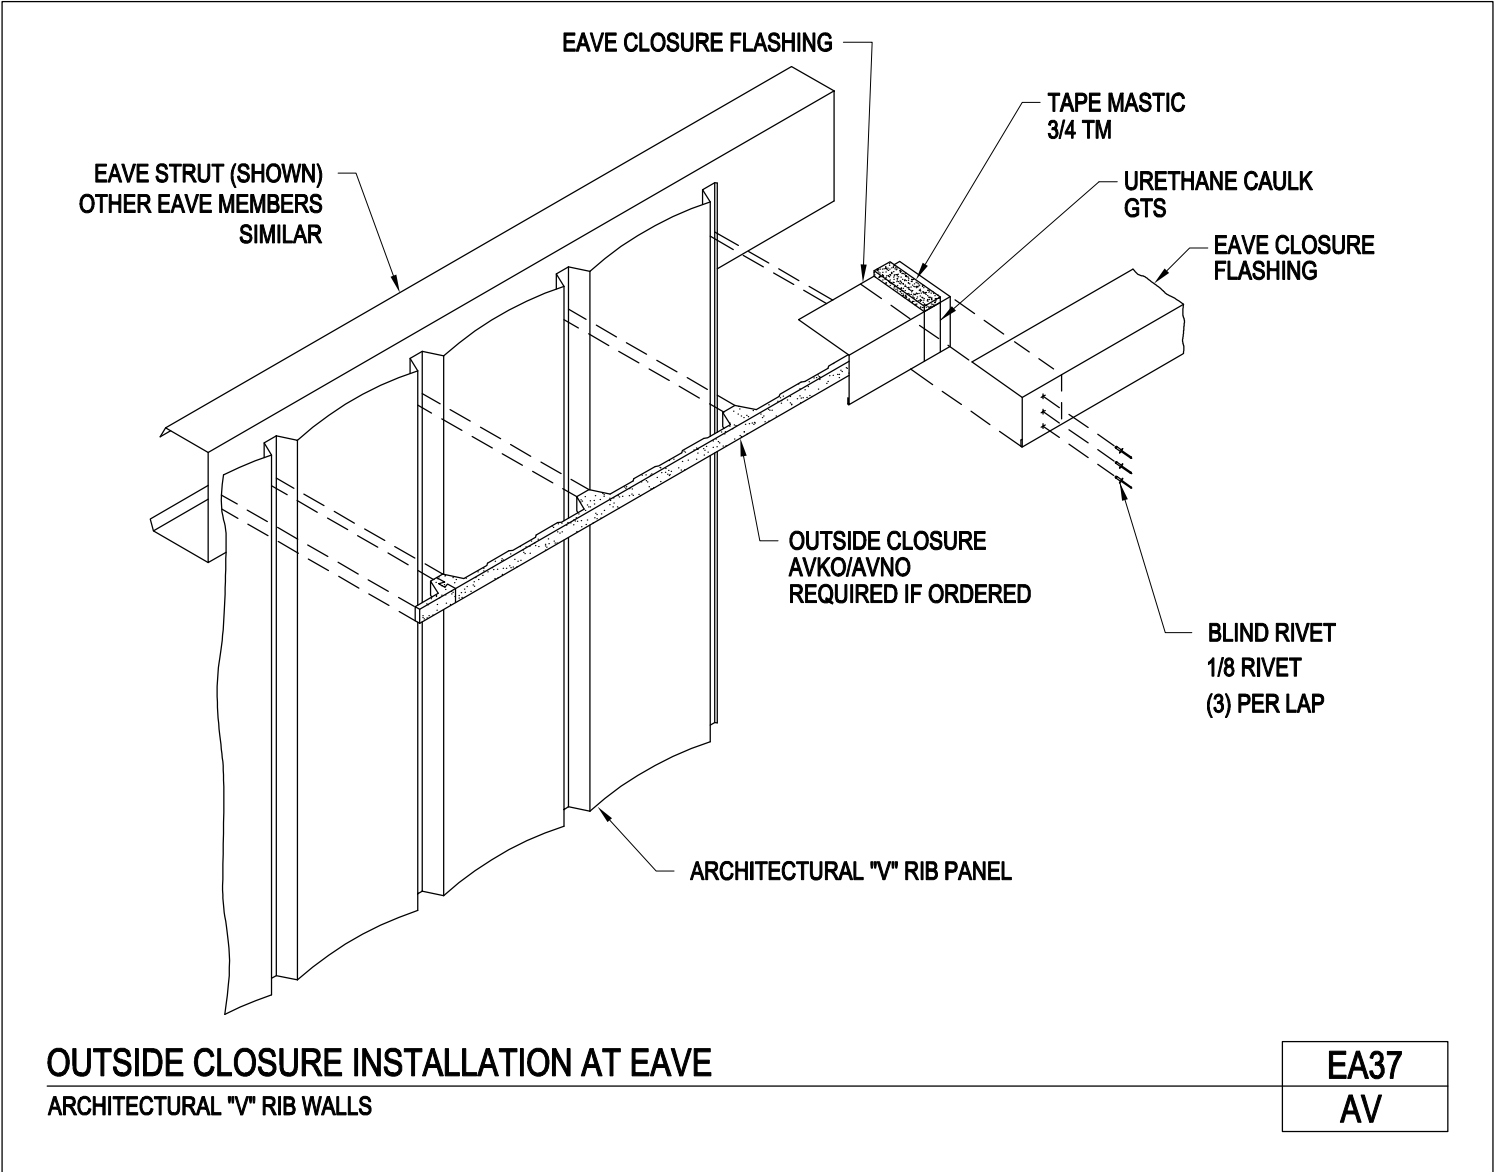 EAVE CLOSURE FLASHING
TAPE MASTIC
3/4 TM
EAVE STRUT (SHOWN)
OTHER EAVE MEMBERS
SIMILAR
URETHANE CAULK
GTS
EAVE CLOSURE
FLASHING
OUTSIDE CLOSURE
AVKO/AVNO
REQUIRED IF ORDERED
BLIND RIVET
1/8 RIVET
(3) PER LAP
ARCHITECTURAL "V" RIB PANEL
OUTSIDE CLOSURE INSTALLATION AT EAVE
ARCHITECTURAL "V" RIB WALLS
EA37
AV